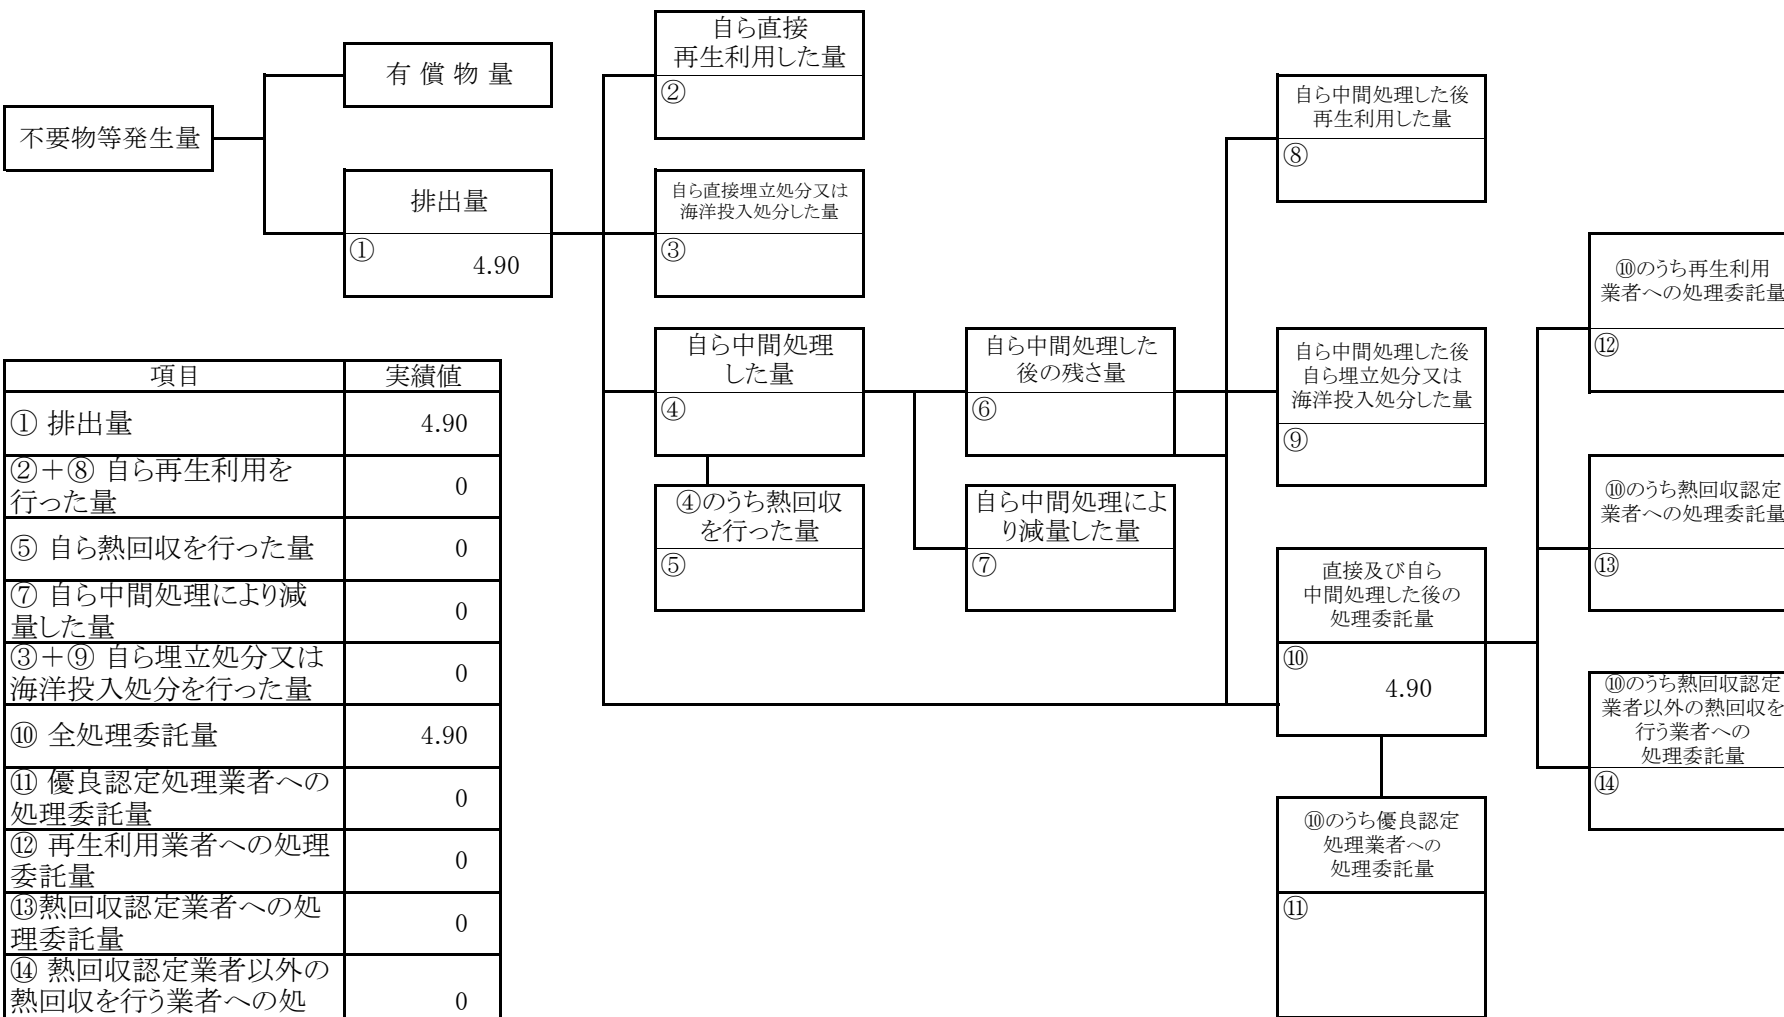 不要物等発生量
有 償 物 量
排出量
①
4.90
自ら直接
再生利用した量
②
自ら直接埋立処分又は
海洋投入処分した量
③
自ら中間処理
した量
④
④のうち熱回収
を行った量
⑤
自ら中間処理した
後の残さ量
⑥
自ら中間処理によ
り減量した量
⑦
自ら中間処理した後
再生利用した量
⑧
自ら中間処理した後
自ら埋立処分又は
海洋投入処分した量
⑨
直接及び自ら
中間処理した後の
処理委託量
⑩
4.90
⑩のうち優良認定
処理業者への
処理委託量
⑪
⑩のうち再生利用
業者への処理委託量
⑫
⑩のうち熱回収認定
業者への処理委託量
⑬
⑩のうち熱回収認定
業者以外の熱回収を
行う業者への
処理委託量
⑭
項目 実績値
① 排出量 4.90
②＋⑧ 自ら再生利用を
行った量 0
⑤ 自ら熱回収を行った量 0
⑦ 自ら中間処理により減
量した量 0
③＋⑨ 自ら埋立処分又は
海洋投入処分を行った量 0
⑩ 全処理委託量 4.90
⑪ 優良認定処理業者への
処理委託量 0
⑫ 再生利用業者への処理
委託量 0
⑬熱回収認定業者への処
理委託量 0
⑭ 熱回収認定業者以外の
熱回収を行う業者への処 0